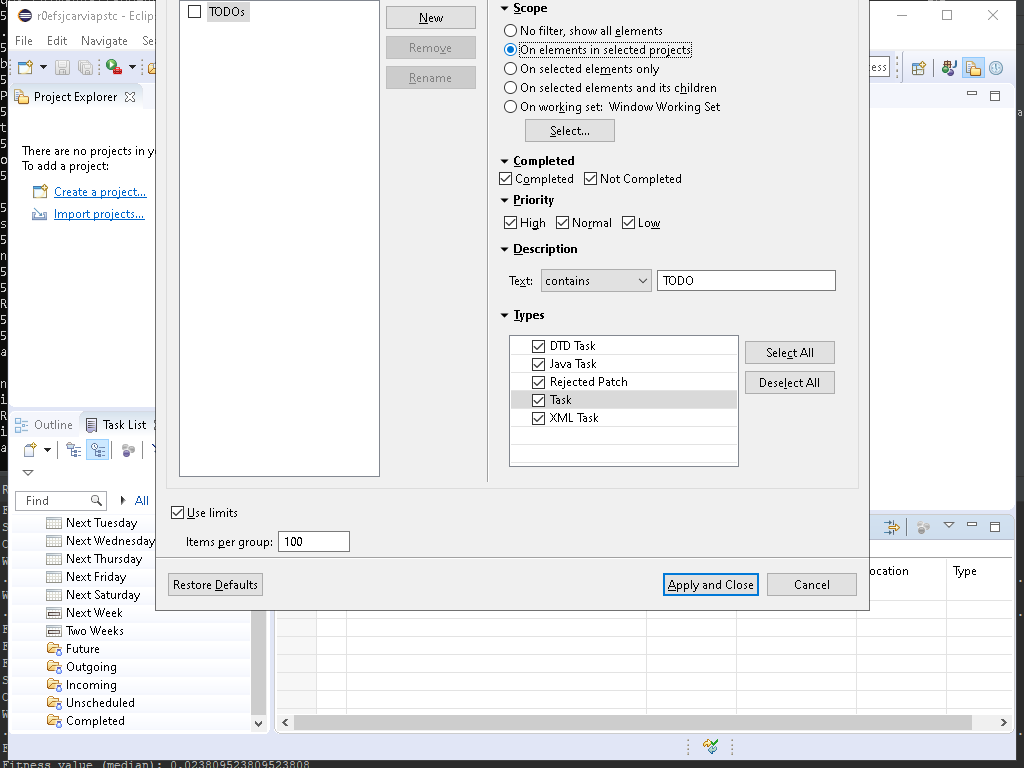 r0efsjcarviapstc - Eclip
File Edit Navigate Se
Project Explorer
There are no projects in y
To add a project:
Create a project...
Import projects...
TODOs
New
Remove
Rename
Scope
No filter, show all elements
On elements in selected projects
On selected elements only
On selected elements and its children
On working set: Window Working Set
Select...
Completed
Completed Not Completed
Priority
High Normal Low
Description
Text: contains TODO
Types
DTD Task
Java Task
Rejected Patch
Task
XML Task
Select All
Deselect All
Use limits
Items per group: 100
Restore Defaults
Apply and Close
Cancel
ess
Outline Task List
Find All
Next Tuesday
Next Wednesday
Next Thursday
Next Friday
Next Saturday
Next Week
Two Weeks
Future
Outgoing
Incoming
Unscheduled
Completed
ocation Type
Fitness value (median): 0.023809523809523808